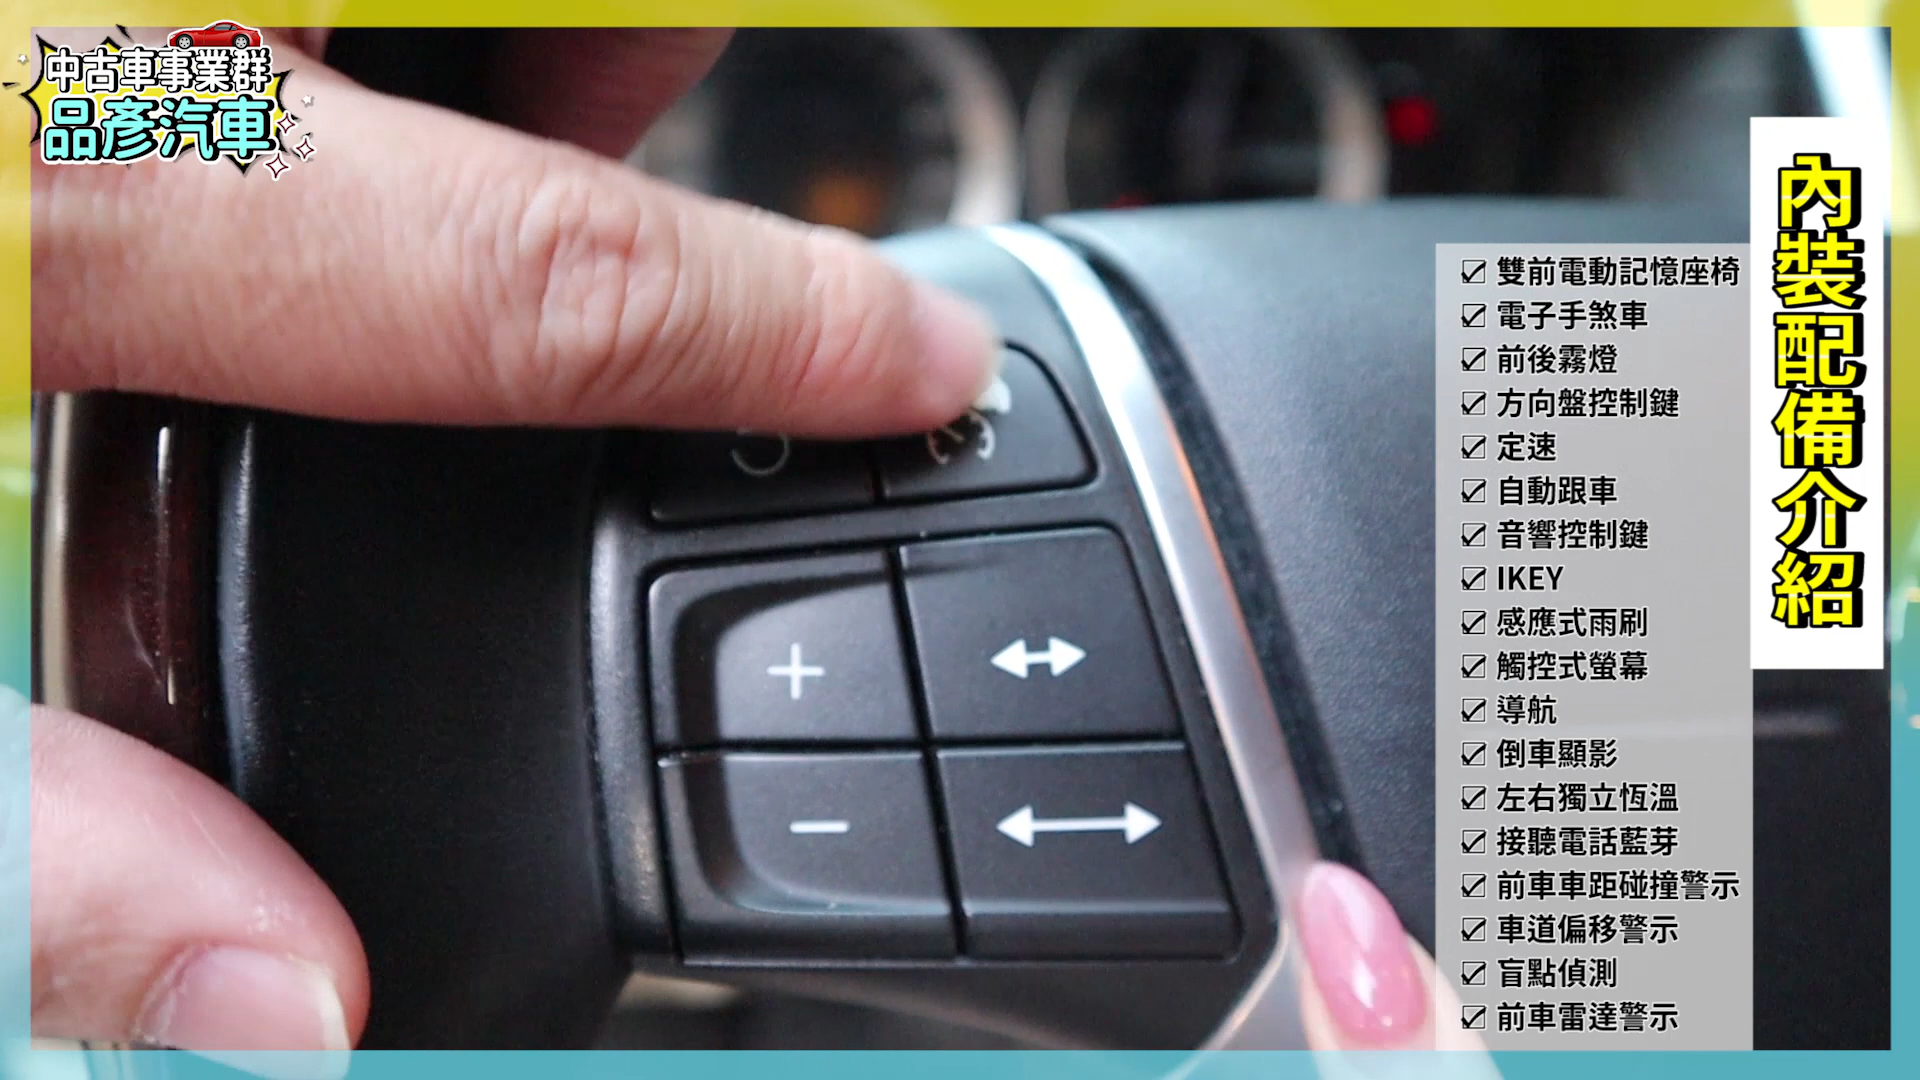 中古車事業群
品彥汽車
內裝配備介紹
雙前電動記憶座椅
電子手煞車
前後霧燈
方向盤控制鍵
定速
自動跟車
音響控制鍵
IKEY
感應式雨刷
觸控式螢幕
導航
倒車顯影
左右獨立恆溫
接聽電話藍芽
前車車距碰撞警示
車道偏移警示
盲點偵測
前車雷達警示
+
−